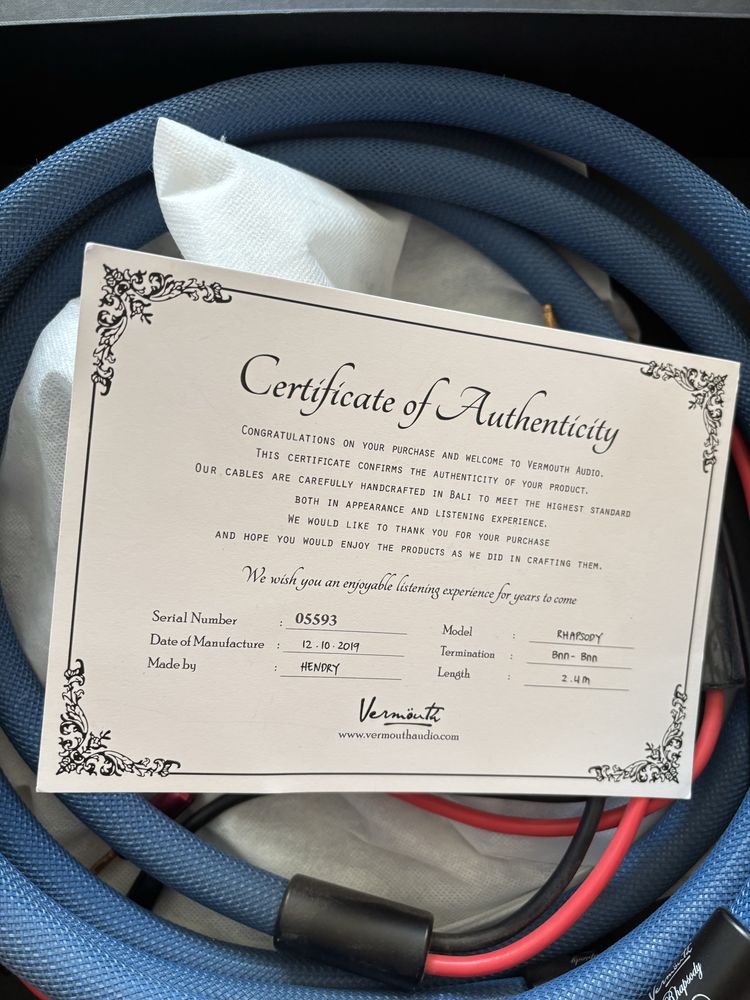 Certificate of Authenticity
CONGRATULATIONS ON YOUR PURCHASE AND WELCOME TO VERMOUTH AUDIO.
THIS CERTIFICATE CONFIRMS THE AUTHENTICITY OF YOUR PRODUCT.
OUR CABLES ARE CAREFULLY HANDCRAFTED IN BALI TO MEET THE HIGHEST STANDARD
BOTH IN APPEARANCE AND LISTENING EXPERIENCE.
WE WOULD LIKE TO THANK YOU FOR YOUR PURCHASE
AND HOPE YOU WOULD ENJOY THE PRODUCTS AS WE DID IN CRAFTING THEM.
We wish you an enjoyable listening experience for years to come
Serial Number : 05593
Date of Manufacture : 12.10.2019
Made by : HENDRY
Model : RHAPSODY
Termination : Bnn - Bnn
Length : 2.4m
Vermöuth
www.vermouthaudio.com
Vermöuth
Rhapsody